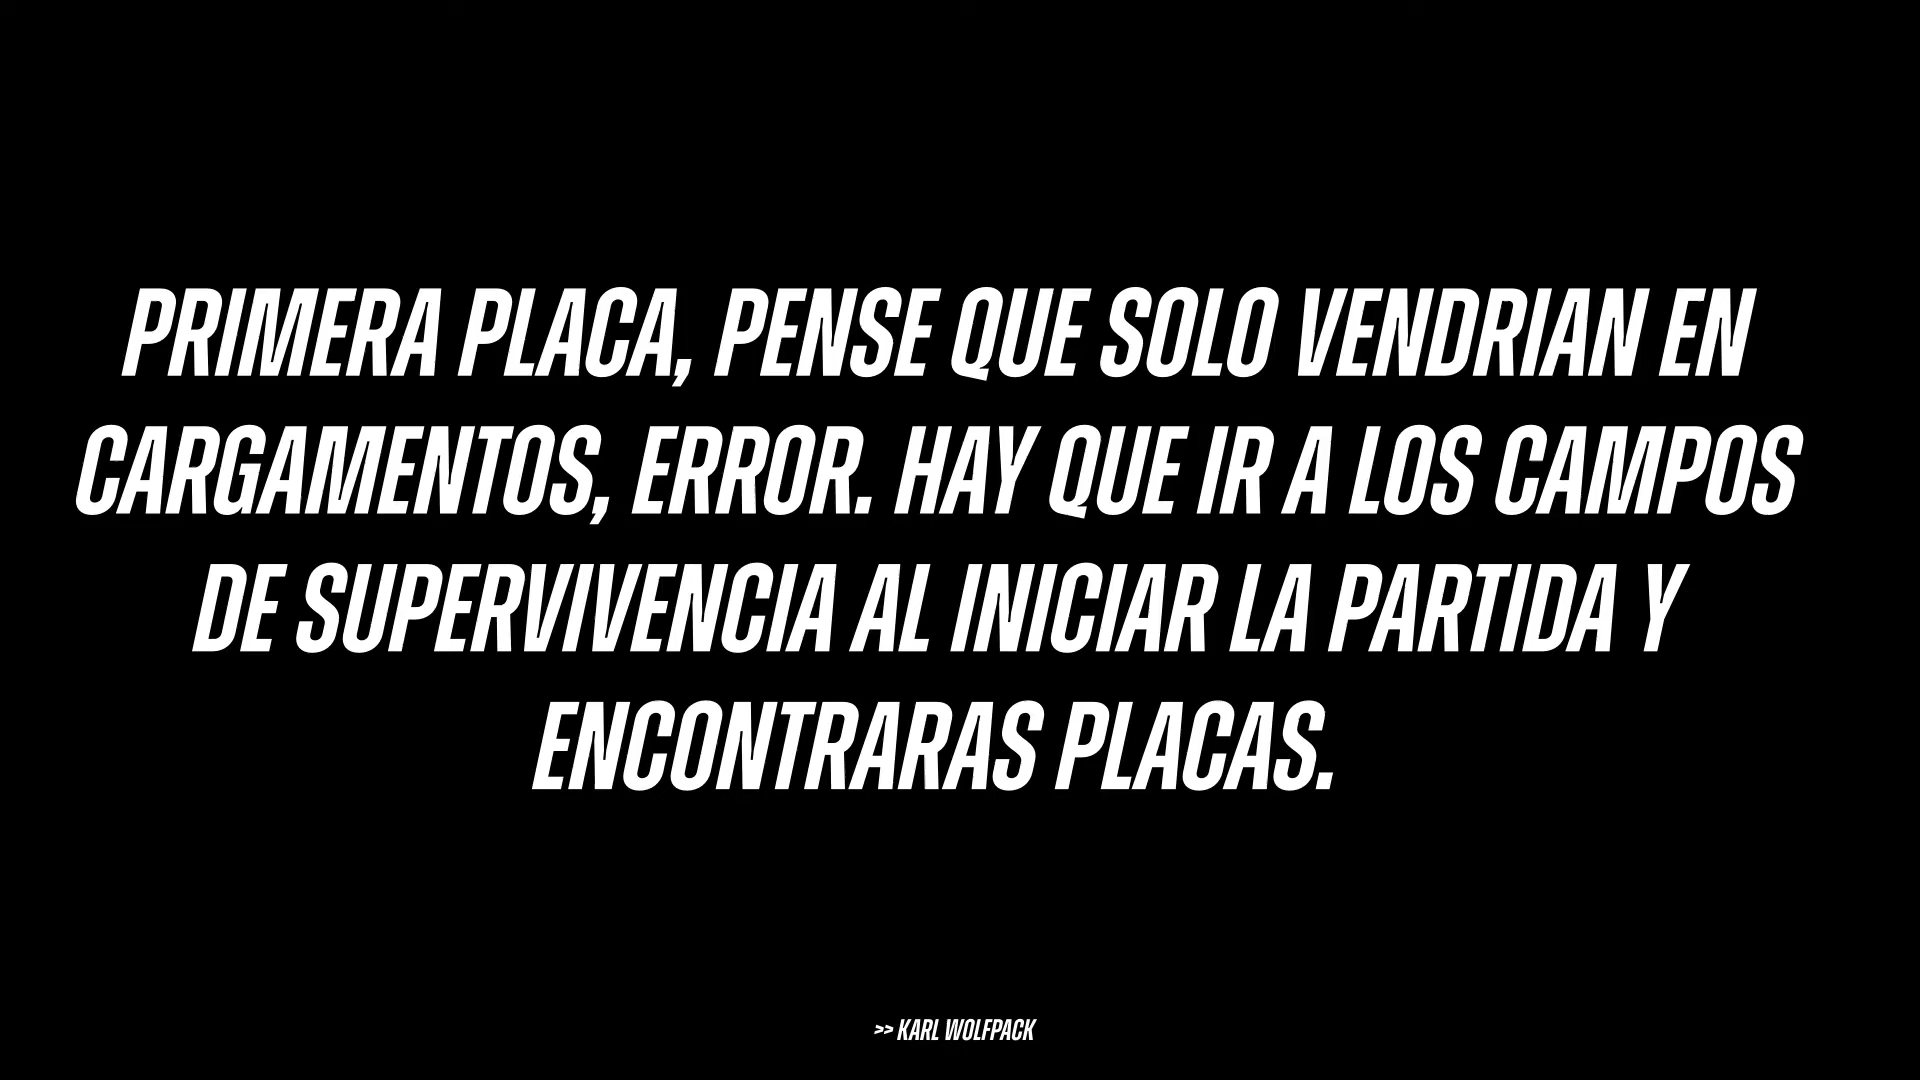 PRIMERA PLACA, PENSE QUE SOLO VENDRIAN EN
CARGAMENTOS, ERROR. HAY QUE IR A LOS CAMPOS
DE SUPERVIVENCIA AL INICIAR LA PARTIDA Y
ENCONTRARAS PLACAS.
>> KARL WOLFPACK